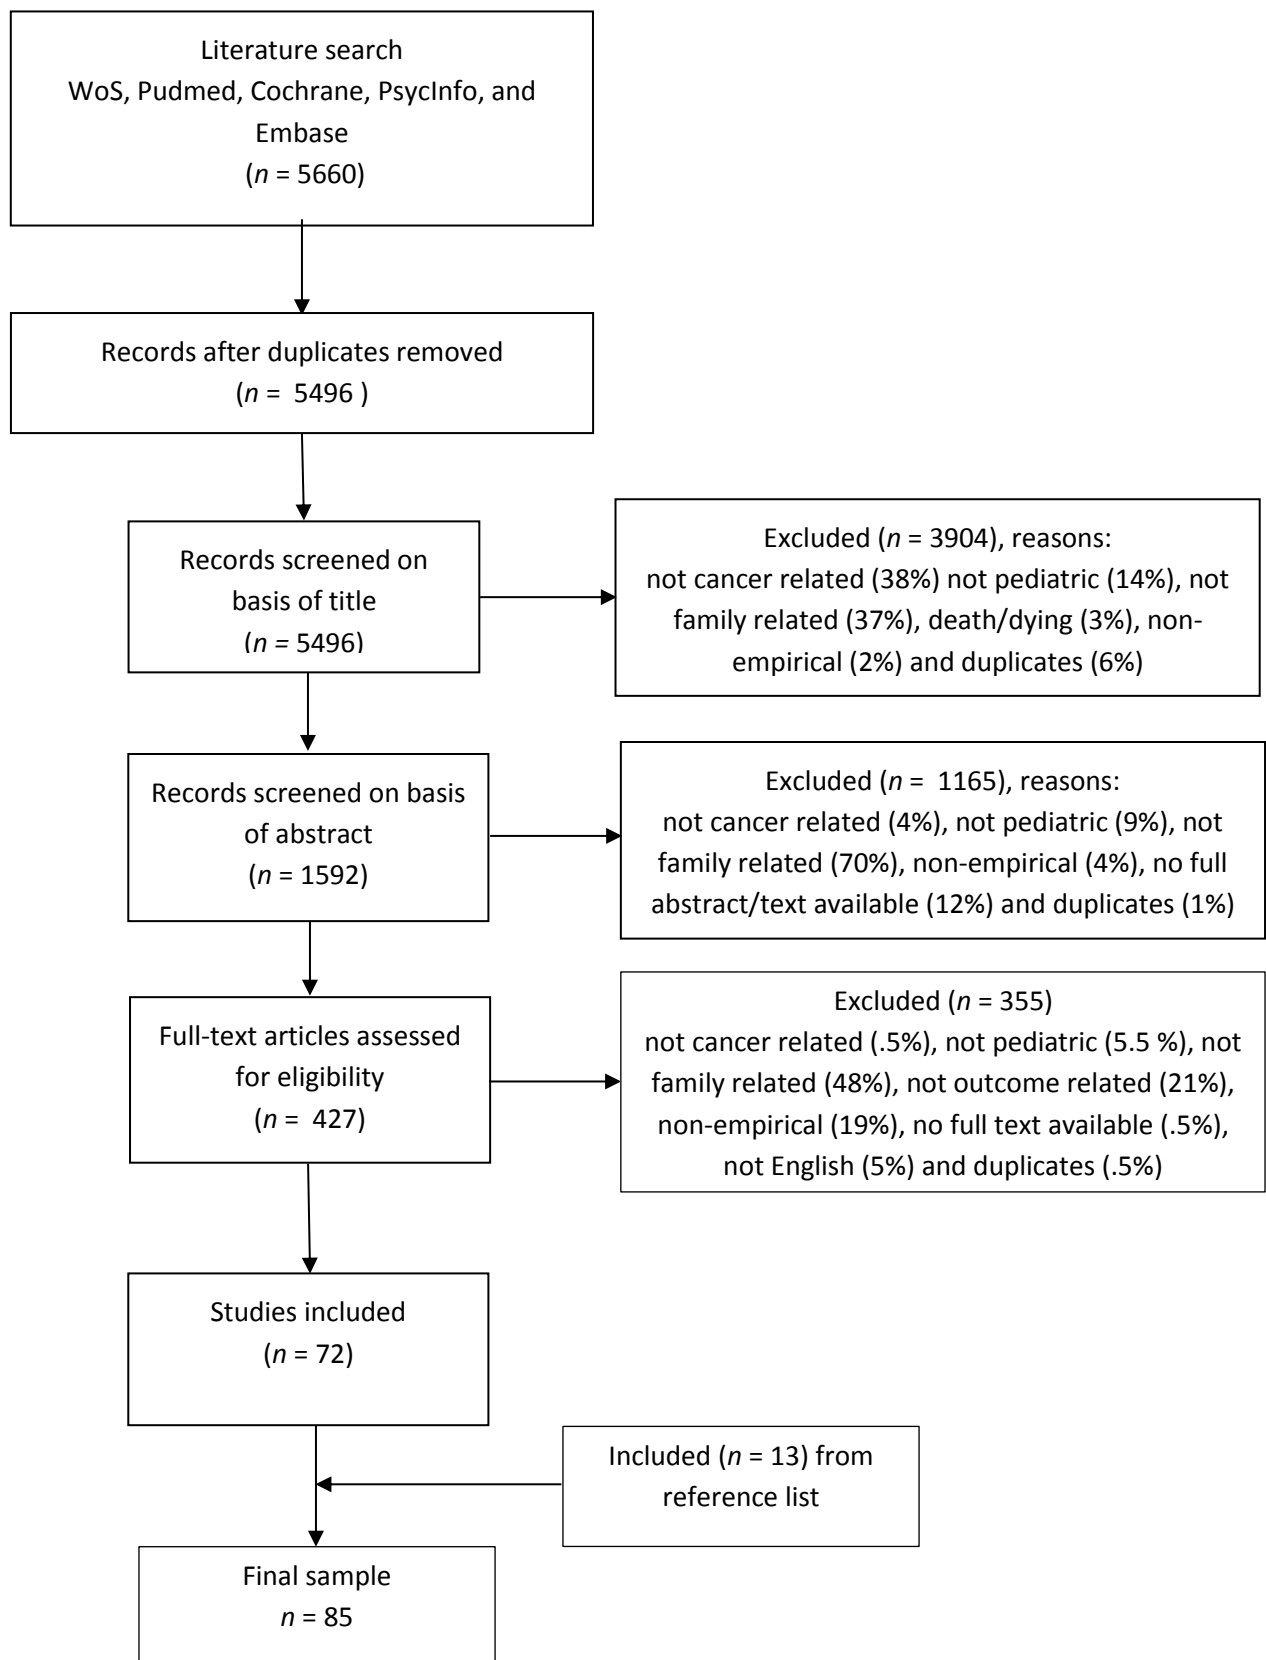 Literature search
WoS, Pudmed, Cochrane, PsycInfo, and
Embase
(n = 5660)
Records after duplicates removed
(n =  5496 )
Records screened on
basis of title
(n = 5496)
Excluded (n = 3904), reasons:
not cancer related (38%) not pediatric (14%), not
family related (37%), death/dying (3%), non-
empirical (2%) and duplicates (6%)
Records screened on basis
of abstract
(n = 1592)
Excluded (n =  1165), reasons:
not cancer related (4%), not pediatric (9%), not
family related (70%), non-empirical (4%), no full
abstract/text available (12%) and duplicates (1%)
Full-text articles assessed
for eligibility
(n =  427)
Excluded (n = 355)
not cancer related (.5%), not pediatric (5.5 %), not
family related (48%), not outcome related (21%),
non-empirical (19%), no full text available (.5%),
not English (5%) and duplicates (.5%)
Studies included
(n = 72)
Included (n = 13) from
reference list
Final sample
n = 85